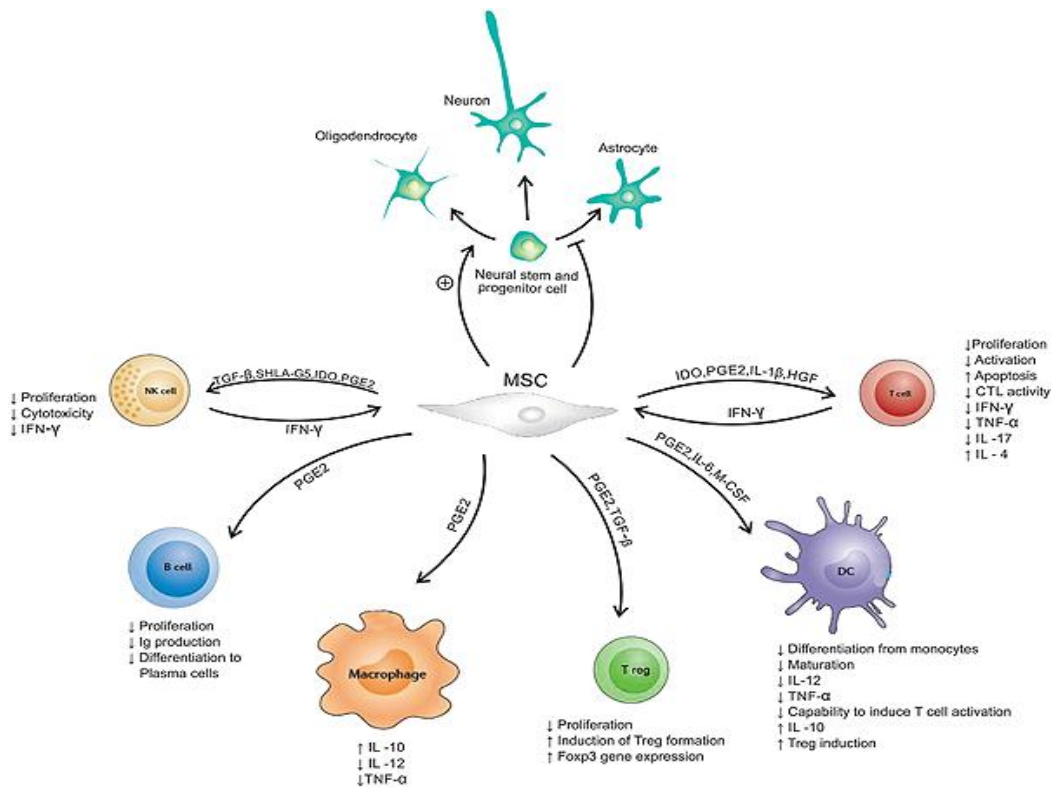 Neuron
Oligodendrocyte
Astrocyte
Neural stem and
progenitor cell
⊕
MSC
NK cell
TGF-β,SHLA-G5,IDO,PGE2
IFN-γ
↓ Proliferation
↓ Cytotoxicity
↓ IFN-γ
IDO,PGE2,IL-1β,HGF
IFN-γ
T cell
↓Proliferation
↓ Activation
↑ Apoptosis
↓ CTL activity
↓ IFN-γ
↓ TNF-α
↓ IL -17
↑ IL - 4
PGE2
B cell
↓ Proliferation
↓ Ig production
↓ Differentiation to
Plasma cells
PGE2
Macrophage
↑ IL -10
↓ IL -12
↓TNF-α
PGE2,TGF-β
T reg
↓ Proliferation
↑ Induction of Treg formation
↑ Foxp3 gene expression
PGE2,IL-6,M-CSF
DC
↓ Differentiation from monocytes
↓ Maturation
↓ IL-12
↓ TNF-α
↓ Capability to induce T cell activation
↑ IL -10
↑ Treg induction